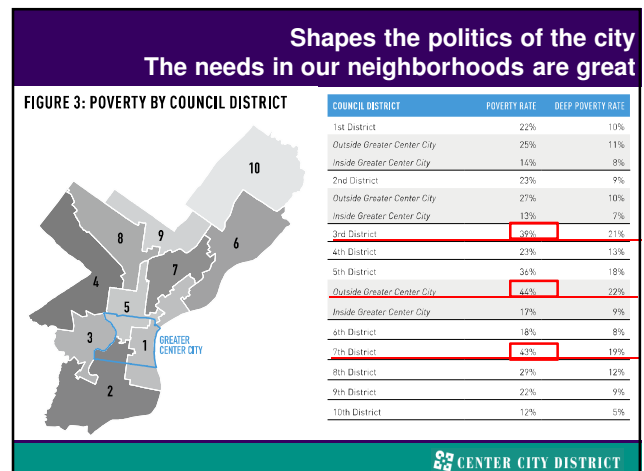 Shapes the politics of the city
The needs in our neighborhoods are great
FIGURE 3: POVERTY BY COUNCIL DISTRICT
10
9
8
6
7
4
5
3
1
GREATER
CENTER CITY
2
COUNCIL DISTRICT POVERTY RATE DEEP POVERTY RATE
1st District 22% 10%
Outside Greater Center City 25% 11%
Inside Greater Center City 14% 8%
2nd District 23% 9%
Outside Greater Center City 27% 10%
Inside Greater Center City 13% 7%
3rd District 39% 21%
4th District 23% 13%
5th District 36% 18%
Outside Greater Center City 44% 22%
Inside Greater Center City 17% 9%
6th District 18% 8%
7th District 43% 19%
8th District 29% 12%
9th District 22% 9%
10th District 12% 5%
CENTER CITY DISTRICT